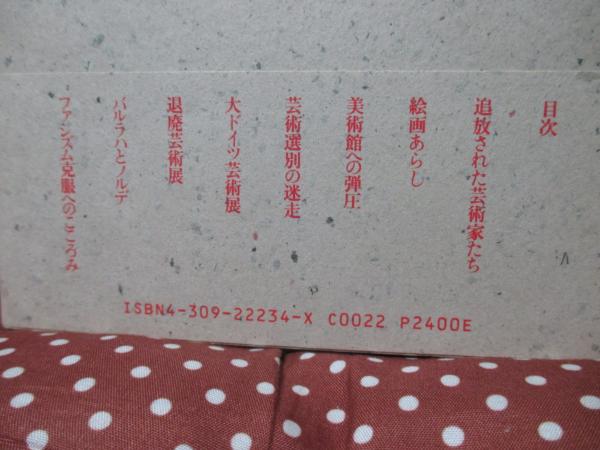 目次
追放された芸術家たち
絵画あらし
美術館への弾圧
芸術選別の迷走
大ドイツ芸術展
退廃芸術展
バルラハとノルデ
ファシズム克服へのこころみ
ISBN4-309-22234-X C0022 P2400E